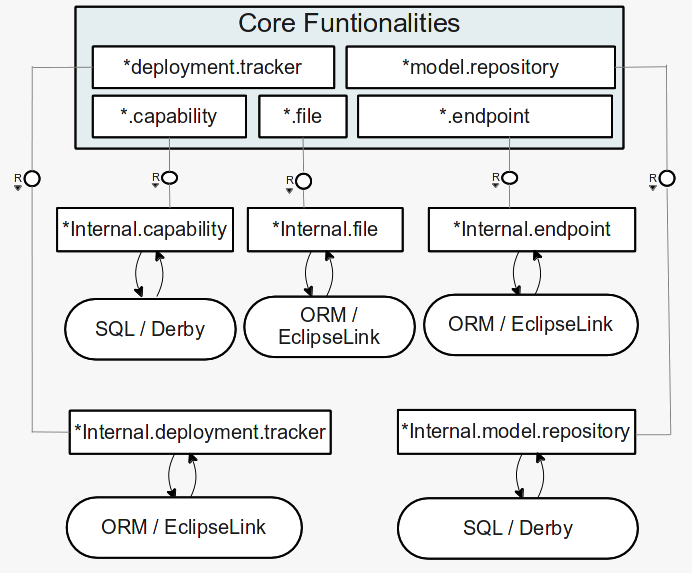 Core Funtionalities
*deployment.tracker
*model.repository
*.capability
*.file
*.endpoint
R
R
R
R
R
*Internal.capability
*Internal.file
*Internal.endpoint
SQL / Derby
ORM /
EclipseLink
ORM / EclipseLink
*Internal.deployment.tracker
*Internal.model.repository
ORM / EclipseLink
SQL / Derby